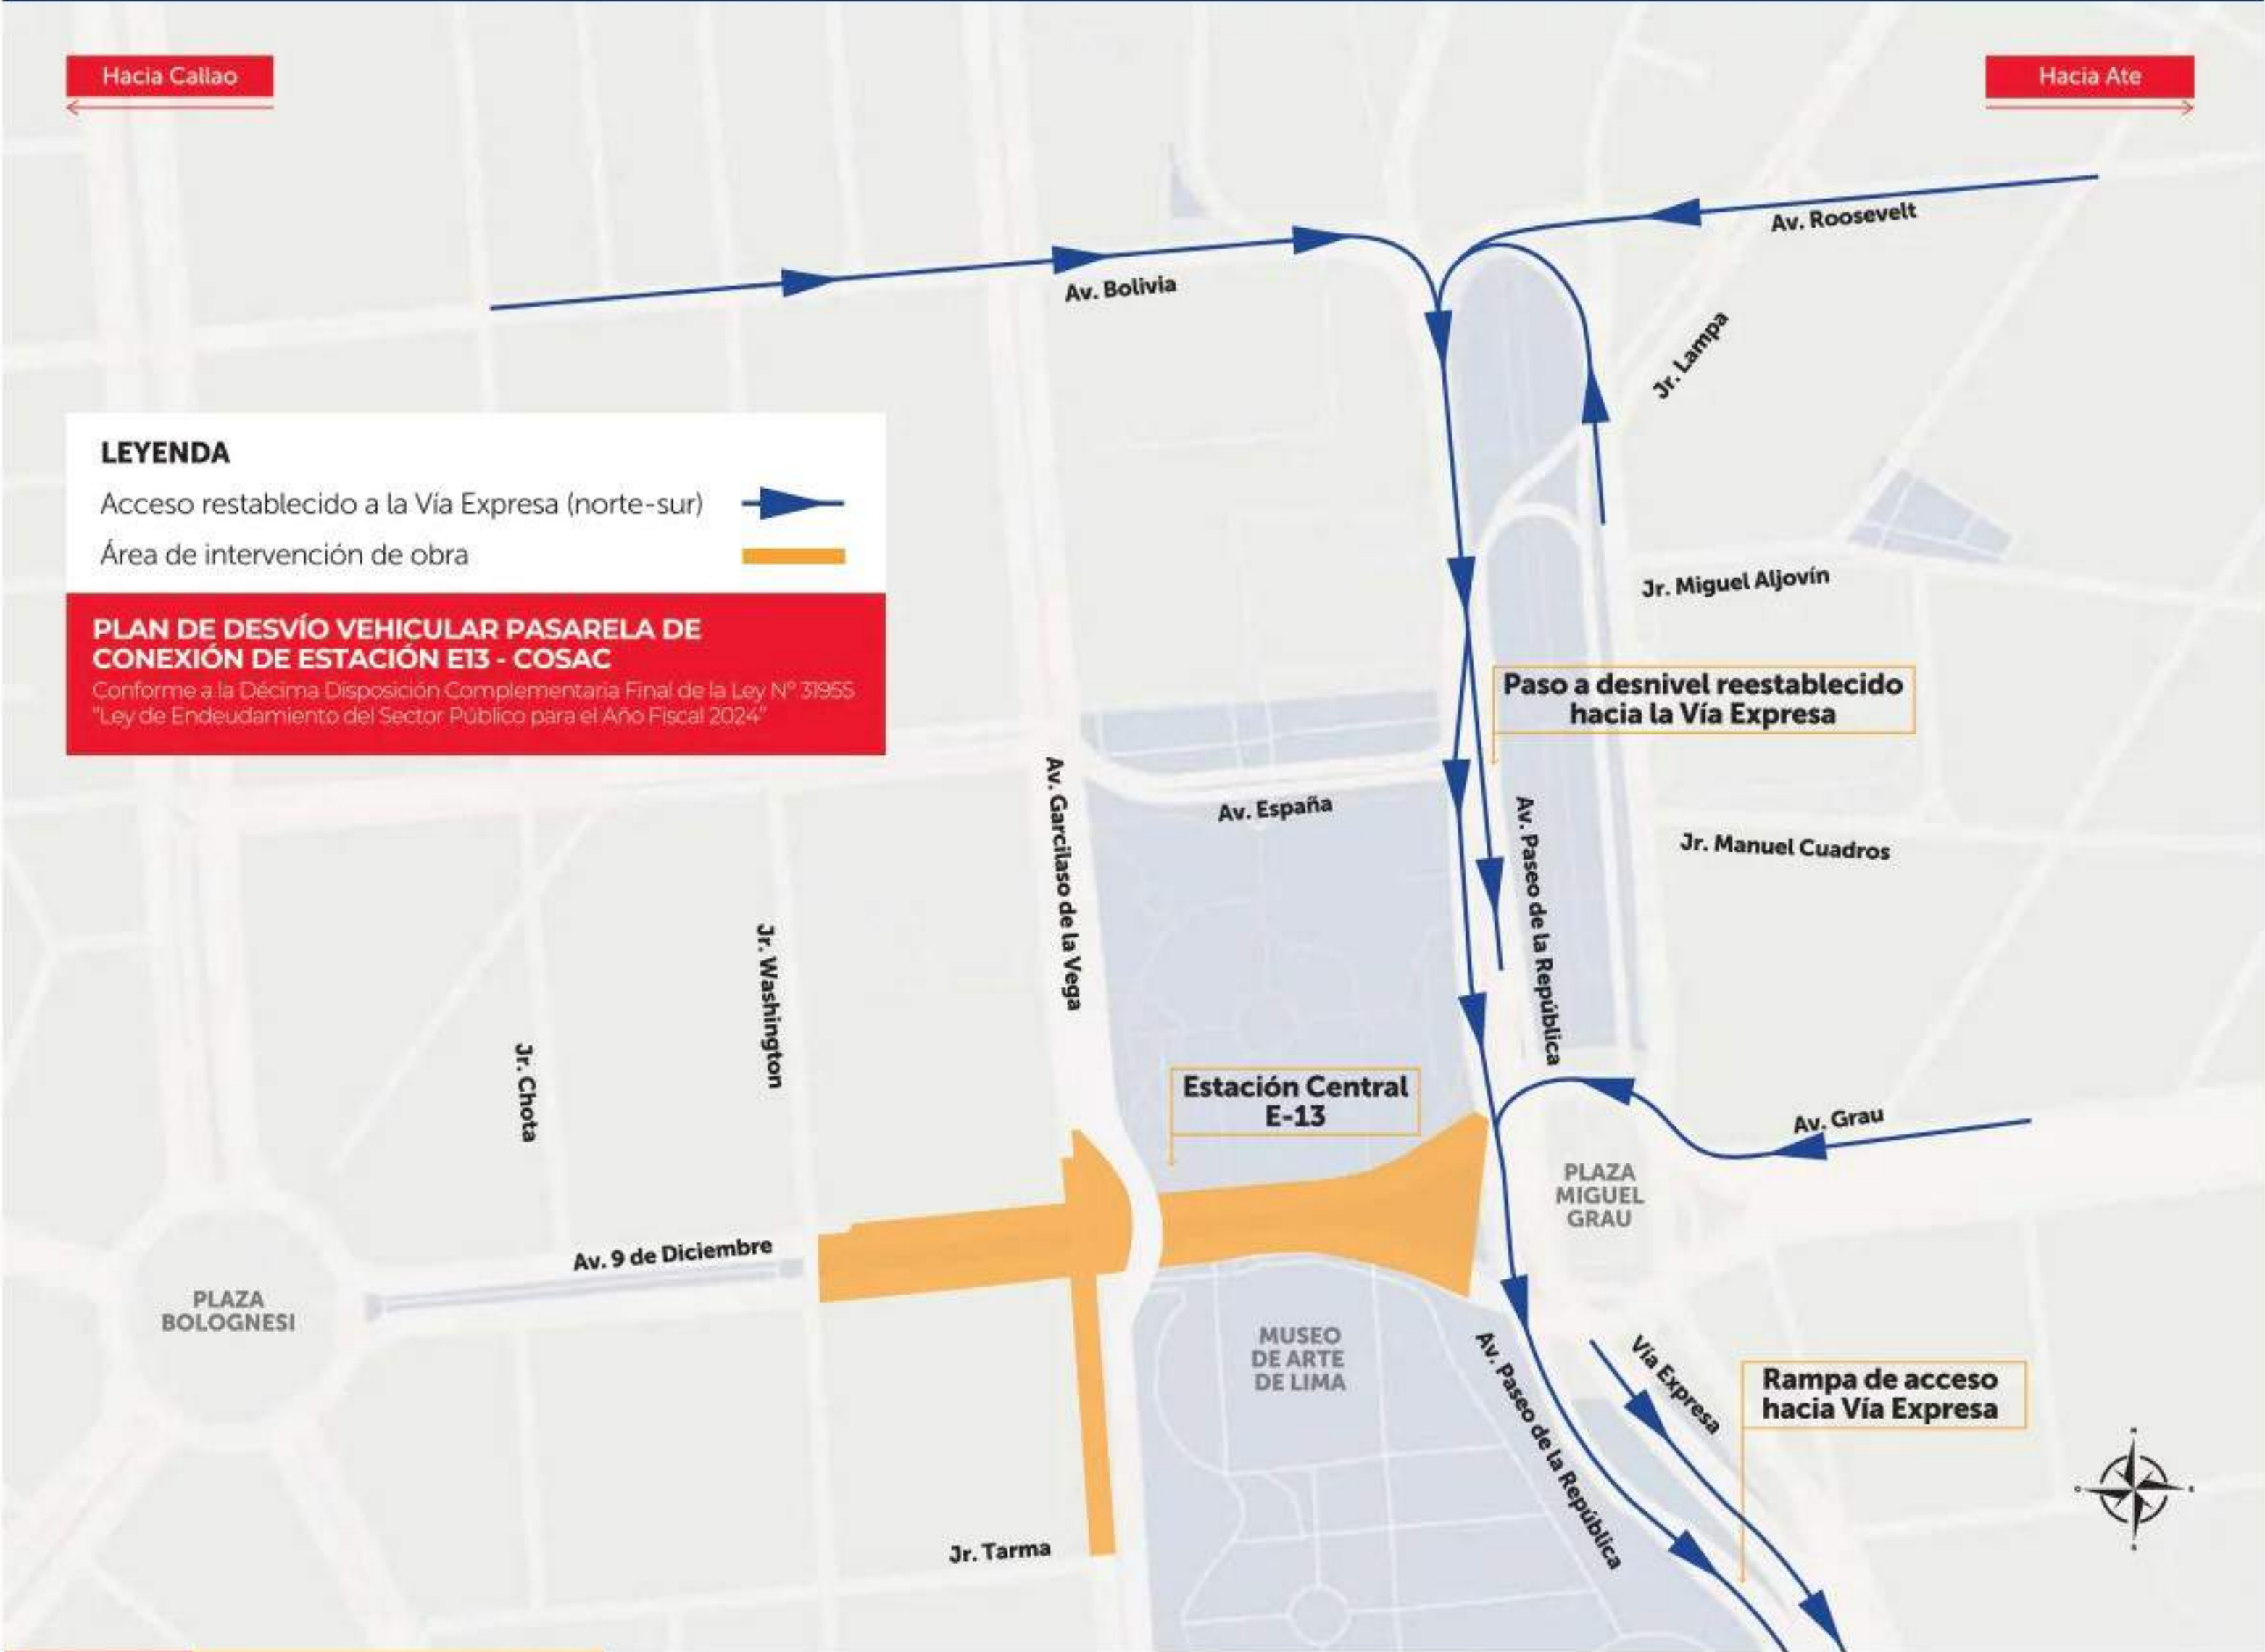 Hacia Callao
Hacia Ate
Av. Roosevelt
Av. Bolivia
Jr. Lampa
LEYENDA
Acceso restablecido a la Vía Expresa (norte-sur)
Área de intervención de obra
PLAN DE DESVÍO VEHICULAR PASARELA DE
CONEXIÓN DE ESTACIÓN E13 - COSAC
Conforme a la Décima Disposición Complementaria Final de la Ley Nº 31955
"Ley de Endeudamiento del Sector Público para el Año Fiscal 2024"
Jr. Miguel Aljovín
Paso a desnivel reestablecido
hacia la Vía Expresa
Av. Garcilaso de la Vega
Av. España
Av. Paseo de la República
Jr. Manuel Cuadros
Jr. Washington
Jr. Chota
Estación Central
E-13
Av. Grau
PLAZA
MIGUEL
GRAU
Av. 9 de Diciembre
PLAZA
BOLOGNESI
MUSEO
DE ARTE
DE LIMA
Av. Paseo de la República
Vía Expresa
Rampa de acceso
hacia Vía Expresa
Jr. Tarma